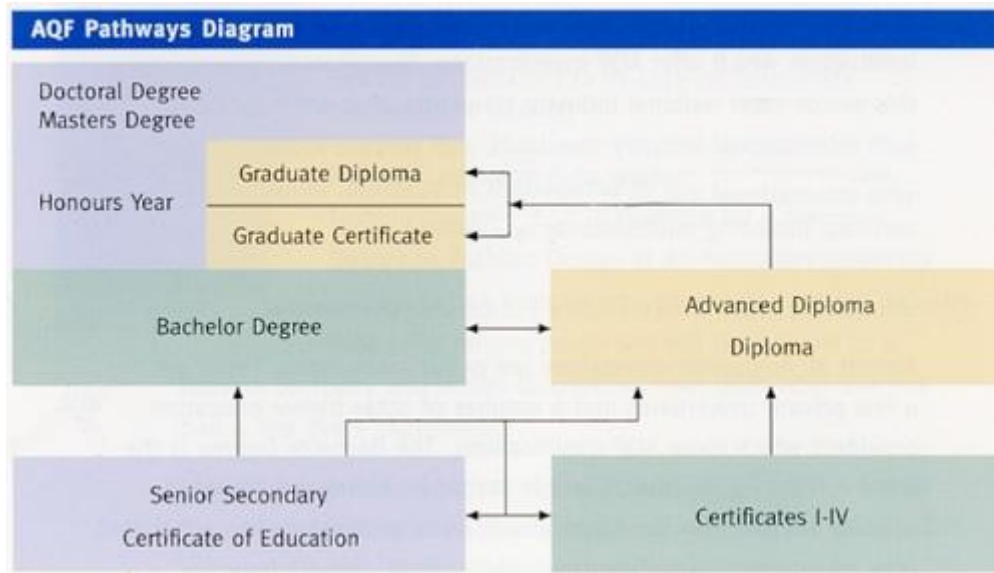 AQF Pathways Diagram
Doctoral Degree
Masters Degree
Graduate Diploma
Honours Year
Graduate Certificate
Bachelor Degree
Advanced Diploma
Diploma
Senior Secondary
Certificate of Education
Certificates I-IV